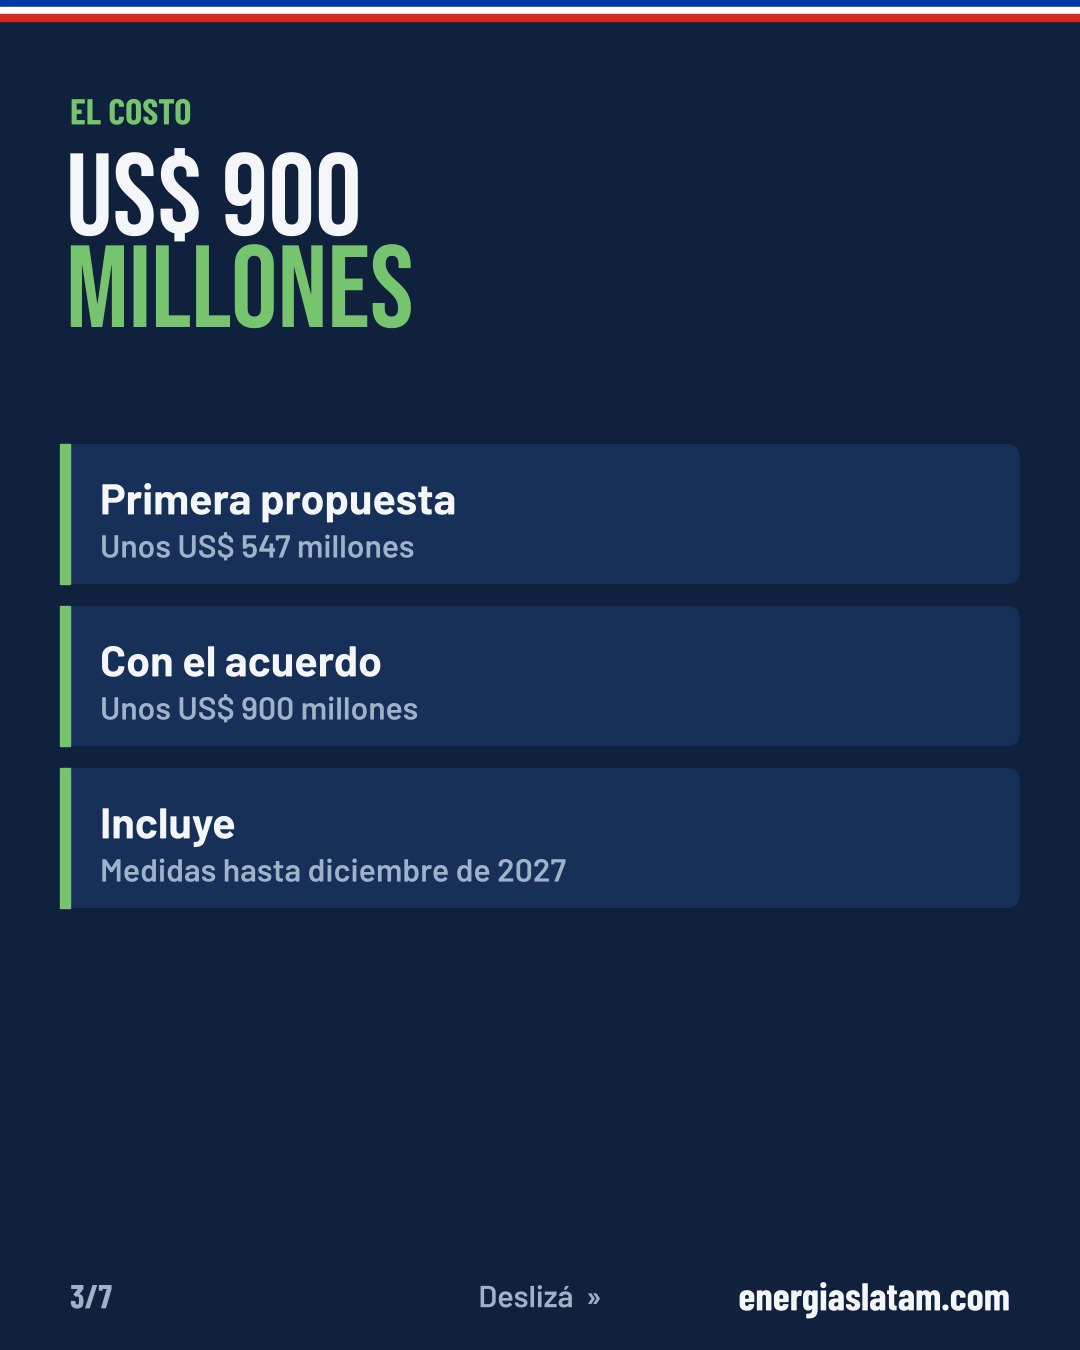 EL COSTO
US$ 900
MILLONES
Primera propuesta
Unos US$ 547 millones
Con el acuerdo
Unos US$ 900 millones
Incluye
Medidas hasta diciembre de 2027
3/7
Deslizá »
energiaslatam.com